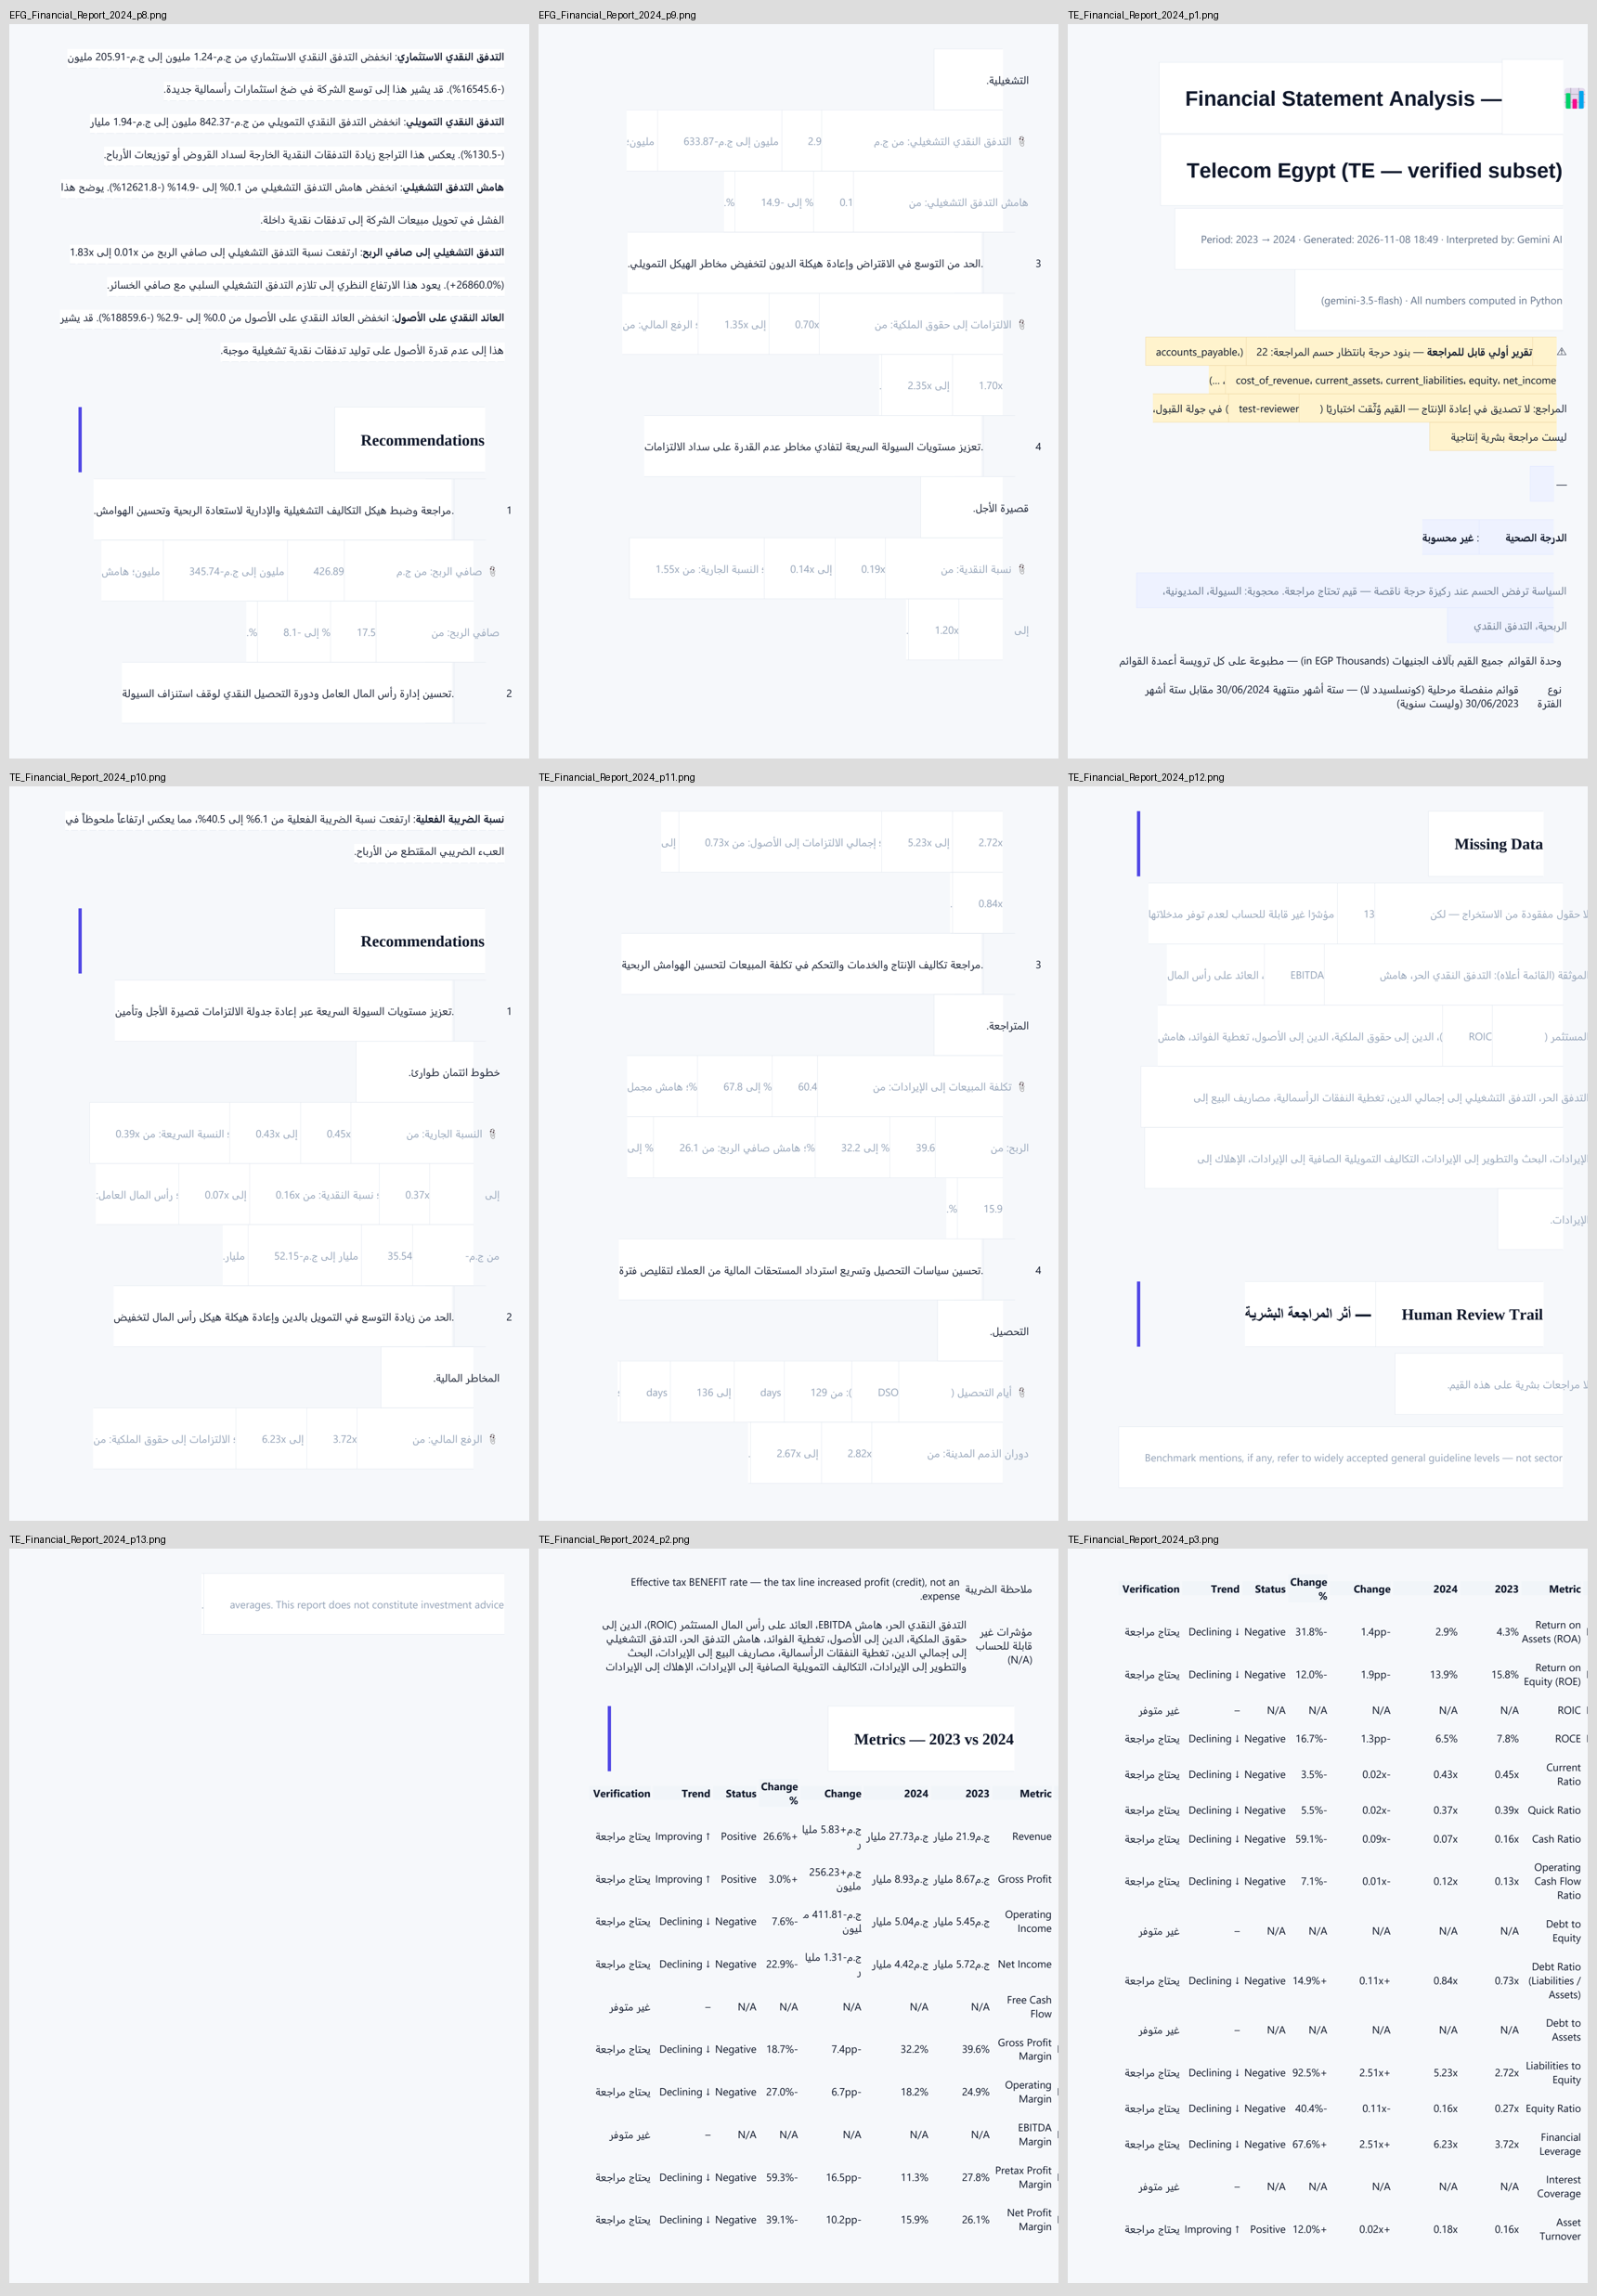 EFG_Financial_Report_2024_p8.png
التدفق النقدي الاستثماري: انخفض التدفق النقدي الاستثماري من ج.م-1.24 مليون إلى ج.م-205.91 مليون
(-16545.6%). قد يشير هذا إلى توسع الشركة في ضخ استثمارات رأسمالية جديدة.
التدفق النقدي التمويلي: انخفض التدفق النقدي التمويلي من ج.م-842.37 مليون إلى ج.م-1.94 مليار
(-130.5%). يعكس هذا التراجع زيادة التدفقات النقدية الخارجة لسداد القروض أو توزيعات الأرباح.
هامش التدفق التشغيلي: انخفض هامش التدفق التشغيلي من 0.1% إلى -14.9% (-12621.8%). يوضح هذا
الفشل في تحويل مبيعات الشركة إلى تدفقات نقدية داخلة.
التدفق التشغيلي إلى صافي الربح: ارتفعت نسبة التدفق التشغيلي إلى صافي الربح من 0.01x إلى 1.83x
(+26860.0%). يعود هذا الارتفاع النظري إلى تلازم التدفق التشغيلي السلبي مع صافي الخسائر.
العائد النقدي على الأصول: انخفض العائد النقدي على الأصول من 0.0% إلى -2.9% (-18859.6%). قد يشير
هذا إلى عدم قدرة الأصول على توليد تدفقات نقدية تشغيلية موجبة.
Recommendations
1 مراجعة وضبط هيكل التكاليف التشغيلية والإدارية لاستعادة الربحية وتحسين الهوامش.
صافي الربح: من ج.م 426.89 مليون إلى ج.م-345.74 مليون؛ هامش
صافي الربح: من 17.5 % إلى -8.1 %.
2 تحسين إدارة رأس المال العامل ودورة التحصيل النقدي لوقف استنزاف السيولة
EFG_Financial_Report_2024_p9.png
التشغيلية.
التدفق النقدي التشغيلي: من ج.م 2.9 مليون إلى ج.م-633.87 مليون؛
هامش التدفق التشغيلي: من 0.1 % إلى -14.9 %.
3 الحد من التوسع في الاقتراض وإعادة هيكلة الديون لتخفيض مخاطر الهيكل التمويلي.
الالتزامات إلى حقوق الملكية: من 0.70x إلى 1.35x ؛ الرفع المالي: من
1.70x إلى 2.35x .
4 تعزيز مستويات السيولة السريعة لتفادي مخاطر عدم القدرة على سداد الالتزامات
قصيرة الأجل.
نسبة النقدية: من 0.19x إلى 0.14x ؛ النسبة الجارية: من 1.55x
إلى 1.20x .
TE_Financial_Report_2024_p1.png
Financial Statement Analysis —
Telecom Egypt (TE — verified subset)
Period: 2023 → 2024 · Generated: 2026-11-08 18:49 · Interpreted by: Gemini AI
(gemini-3.5-flash) · All numbers computed in Python
⚠ تقرير أولي قابل للمراجعة — بنود حرجة بانتظار حسم المراجعة: 22 (accounts_payable،
cost_of_revenue، current_assets، current_liabilities، equity، net_income ، ...)
المراجع: لا تصديق في إعادة الإنتاج — القيم وُثّقت اختباريًا ( test-reviewer ) في جولة القبول،
ليست مراجعة بشرية إنتاجية
—
الدرجة الصحية : غير محسوبة
السياسة ترفض الحسم عند ركيزة حرجة ناقصة — قيم تحتاج مراجعة. محجوبة: السيولة، المديونية،
الربحية، التدفق النقدي
وحدة القوائم جميع القيم بآلاف الجنيهات (in EGP Thousands) — مطبوعة على كل ترويسة أعمدة القوائم
نوع الفترة قوائم منفصلة مرحلية (كونسلسيدد لا) — ستة أشهر منتهية 30/06/2024 مقابل ستة أشهر
30/06/2023 (وليست سنوية)
TE_Financial_Report_2024_p10.png
نسبة الضريبة الفعلية: ارتفعت نسبة الضريبة الفعلية من 6.1% إلى 40.5%، مما يعكس ارتفاعاً ملحوظاً في
العبء الضريبي المقتطع من الأرباح.
Recommendations
1 تعزيز مستويات السيولة السريعة عبر إعادة جدولة الالتزامات قصيرة الأجل وتأمين
خطوط ائتمان طوارئ.
النسبة الجارية: من 0.45x إلى 0.43x ؛ النسبة السريعة: من 0.39x
إلى 0.37x ؛ نسبة النقدية: من 0.16x إلى 0.07x ؛ رأس المال العامل:
من ج.م- 35.54 مليار إلى ج.م-52.15 مليار.
2 الحد من زيادة التوسع في التمويل بالدين وإعادة هيكلة هيكل رأس المال لتخفيض
المخاطر المالية.
الرفع المالي: من 3.72x إلى 6.23x ؛ الالتزامات إلى حقوق الملكية: من
TE_Financial_Report_2024_p11.png
2.72x إلى 5.23x ؛ إجمالي الالتزامات إلى الأصول: من 0.73x إلى
0.84x .
3 مراجعة تكاليف الإنتاج والخدمات والتحكم في تكلفة المبيعات لتحسين الهوامش الربحية
المتراجعة.
تكلفة المبيعات إلى الإيرادات: من 60.4 % إلى 67.8 %؛ هامش مجمل
الربح: من 39.6 % إلى 32.2 %؛ هامش صافي الربح: من 26.1 % إلى
15.9 %.
4 تحسين سياسات التحصيل وتسريع استرداد المستحقات المالية من العملاء لتقليص فترة
التحصيل.
أيام التحصيل ( DSO ): من 129 days إلى 136 days ؛
دوران الذمم المدينة: من 2.82x إلى 2.67x .
TE_Financial_Report_2024_p12.png
Missing Data
لا حقول مفقودة من الاستخراج — لكن 13 مؤشرًا غير قابلة للحساب لعدم توفر مدخلاتها
الموثقة (القائمة أعلاه): التدفق النقدي الحر، هامش EBITDA ، العائد على رأس المال
المستثمر ( ROIC )، الدين إلى حقوق الملكية، الدين إلى الأصول، تغطية الفوائد، هامش
التدفق الحر، التدفق التشغيلي إلى إجمالي الدين، تغطية النفقات الرأسمالية، مصاريف البيع إلى
الإيرادات، البحث والتطوير إلى الإيرادات، التكاليف التمويلية الصافية إلى الإيرادات، الإهلاك إلى
الإيرادات.
Human Review Trail — أثر المراجعة البشرية
لا مراجعات بشرية على هذه القيم.
Benchmark mentions, if any, refer to widely accepted general guideline levels — not sector
TE_Financial_Report_2024_p13.png
averages. This report does not constitute investment advice .
TE_Financial_Report_2024_p2.png
ملاحظة الضريبة Effective tax BENEFIT rate — the tax line increased profit (credit), not an
expense.
مؤشرات غير قابلة للحساب (N/A) التدفق النقدي الحر، هامش EBITDA، العائد على رأس المال المستثمر (ROIC)، الدين إلى
حقوق الملكية، الدين إلى الأصول، تغطية الفوائد، هامش التدفق الحر، التدفق التشغيلي
إلى إجمالي الدين، تغطية النفقات الرأسمالية، مصاريف البيع إلى الإيرادات، البحث
والتطوير إلى الإيرادات، التكاليف التمويلية الصافية إلى الإيرادات، الإهلاك إلى الإيرادات
Metrics — 2023 vs 2024
Verification Trend Status Change % Change 2024 2023 Metric
يحتاج مراجعة Improving ↑ Positive 26.6%+ ج.م+5.83 مليار ج.م27.73 مليار ج.م21.9 مليار Revenue
يحتاج مراجعة Improving ↑ Positive 3.0%+ ج.م+256.23 مليون ج.م8.93 مليار ج.م8.67 مليار Gross Profit
يحتاج مراجعة Declining ↓ Negative 7.6%- ج.م-411.81 مليون ج.م5.04 مليار ج.م5.45 مليار Operating Income
يحتاج مراجعة Declining ↓ Negative 22.9%- ج.م-1.31 مليار ج.م4.42 مليار ج.م5.72 مليار Net Income
غير متوفر – N/A N/A N/A N/A N/A Free Cash Flow
يحتاج مراجعة Declining ↓ Negative 18.7%- 7.4pp- 32.2% 39.6% Gross Profit Margin
يحتاج مراجعة Declining ↓ Negative 27.0%- 6.7pp- 18.2% 24.9% Operating Margin
غير متوفر – N/A N/A N/A N/A N/A EBITDA Margin
يحتاج مراجعة Declining ↓ Negative 59.3%- 16.5pp- 11.3% 27.8% Pretax Profit Margin
يحتاج مراجعة Declining ↓ Negative 39.1%- 10.2pp- 15.9% 26.1% Net Profit Margin
TE_Financial_Report_2024_p3.png
Verification Trend Status Change % Change 2024 2023 Metric
يحتاج مراجعة Declining ↓ Negative 31.8%- 1.4pp- 2.9% 4.3% Return on Assets (ROA)
يحتاج مراجعة Declining ↓ Negative 12.0%- 1.9pp- 13.9% 15.8% Return on Equity (ROE)
غير متوفر – N/A N/A N/A N/A N/A ROIC
يحتاج مراجعة Declining ↓ Negative 16.7%- 1.3pp- 6.5% 7.8% ROCE
يحتاج مراجعة Declining ↓ Negative 3.5%- 0.02x- 0.43x 0.45x Current Ratio
يحتاج مراجعة Declining ↓ Negative 5.5%- 0.02x- 0.37x 0.39x Quick Ratio
يحتاج مراجعة Declining ↓ Negative 59.1%- 0.09x- 0.07x 0.16x Cash Ratio
يحتاج مراجعة Declining ↓ Negative 7.1%- 0.01x- 0.12x 0.13x Operating Cash Flow Ratio
غير متوفر – N/A N/A N/A N/A N/A Debt to Equity
يحتاج مراجعة Declining ↓ Negative 14.9%+ 0.11x+ 0.84x 0.73x Debt Ratio (Liabilities / Assets)
غير متوفر – N/A N/A N/A N/A N/A Debt to Assets
يحتاج مراجعة Declining ↓ Negative 92.5%+ 2.51x+ 5.23x 2.72x Liabilities to Equity
يحتاج مراجعة Declining ↓ Negative 40.4%- 0.11x- 0.16x 0.27x Equity Ratio
يحتاج مراجعة Declining ↓ Negative 67.6%+ 2.51x+ 6.23x 3.72x Financial Leverage
غير متوفر – N/A N/A N/A N/A N/A Interest Coverage
يحتاج مراجعة Improving ↑ Positive 12.0%+ 0.02x+ 0.18x 0.16x Asset Turnover